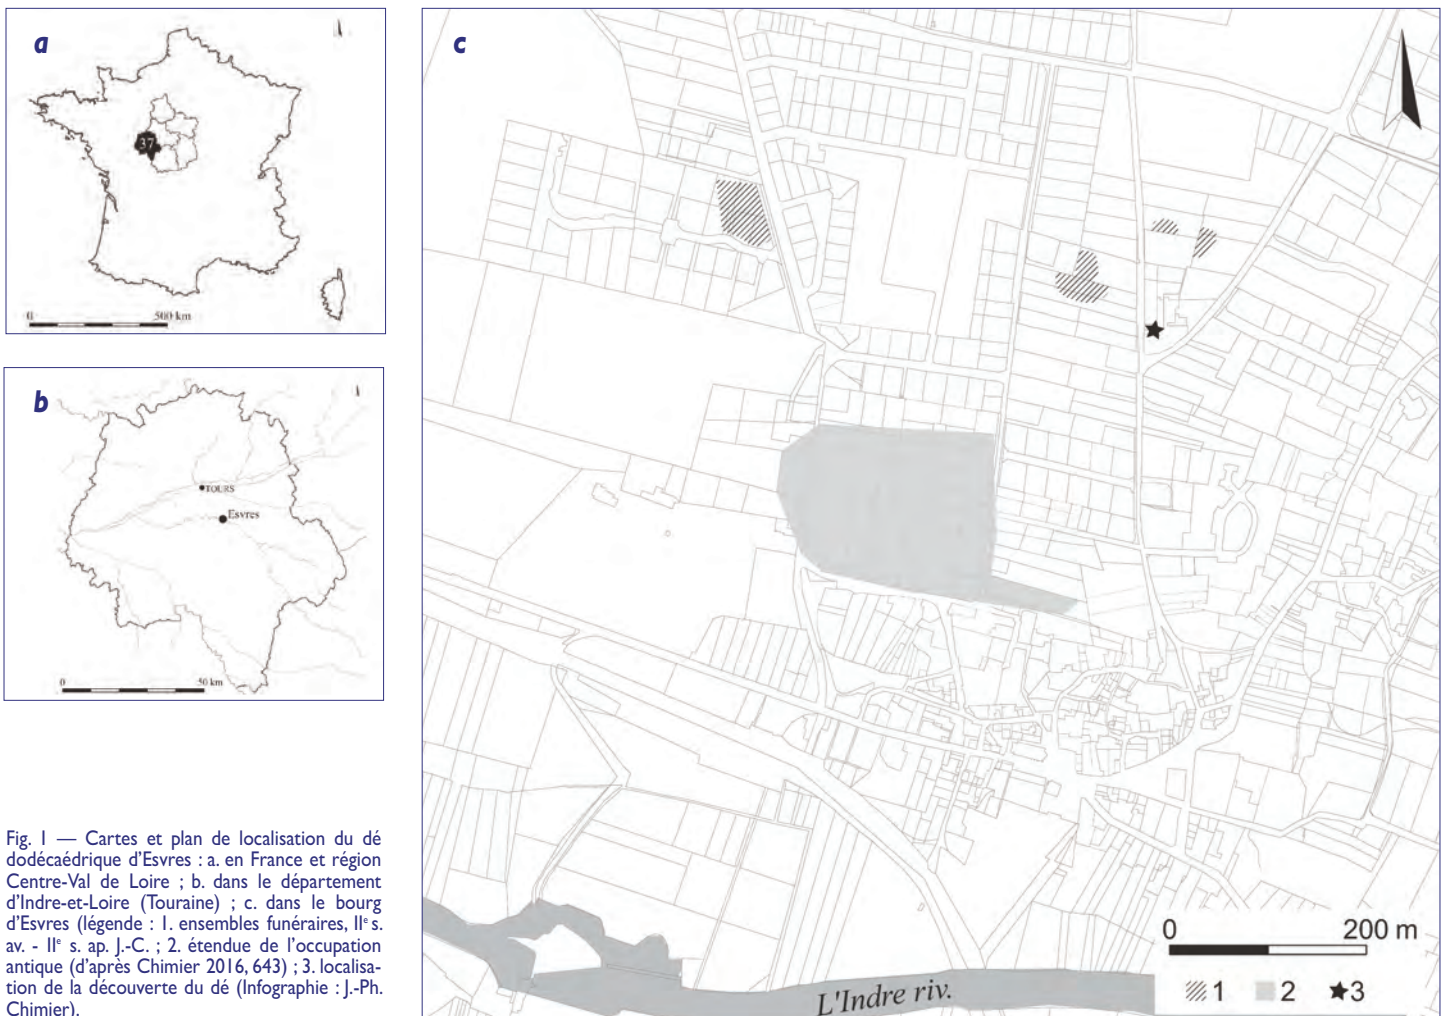 a
37
0 500 km
b
TOURS
Esvres
0 50 km
c
L'Indre riv.
0 200 m
1 2 3
Fig. 1 — Cartes et plan de localisation du dé
dodécaédrique d'Esvres : a. en France et région
Centre-Val de Loire ; b. dans le département
d'Indre-et-Loire (Touraine) ; c. dans le bourg
d'Esvres (légende : 1. ensembles funéraires, IIe s.
av. - IIe s. ap. J.-C. ; 2. étendue de l'occupation
antique (d'après Chimier 2016, 643) ; 3. localisa-
tion de la découverte du dé (Infographie : J.-Ph.
Chimier).